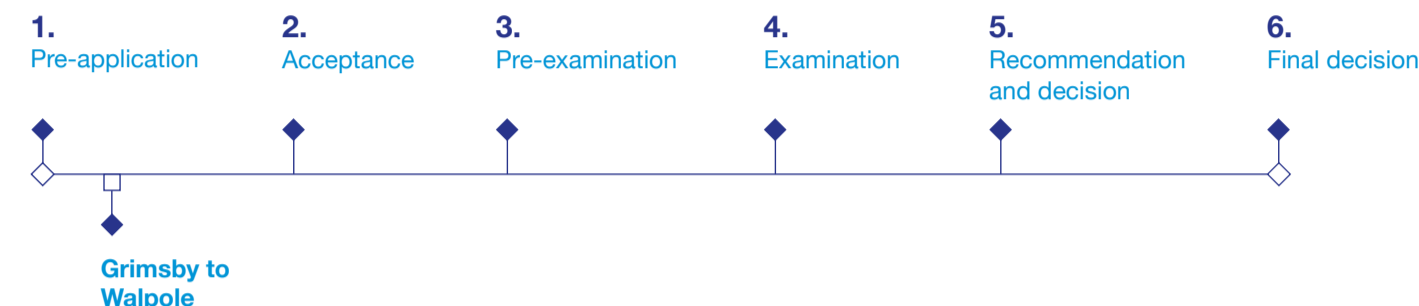 1.
Pre-application
2.
Acceptance
3.
Pre-examination
4.
Examination
5.
Recommendation
and decision
6.
Final decision
Grimsby to
Walpole